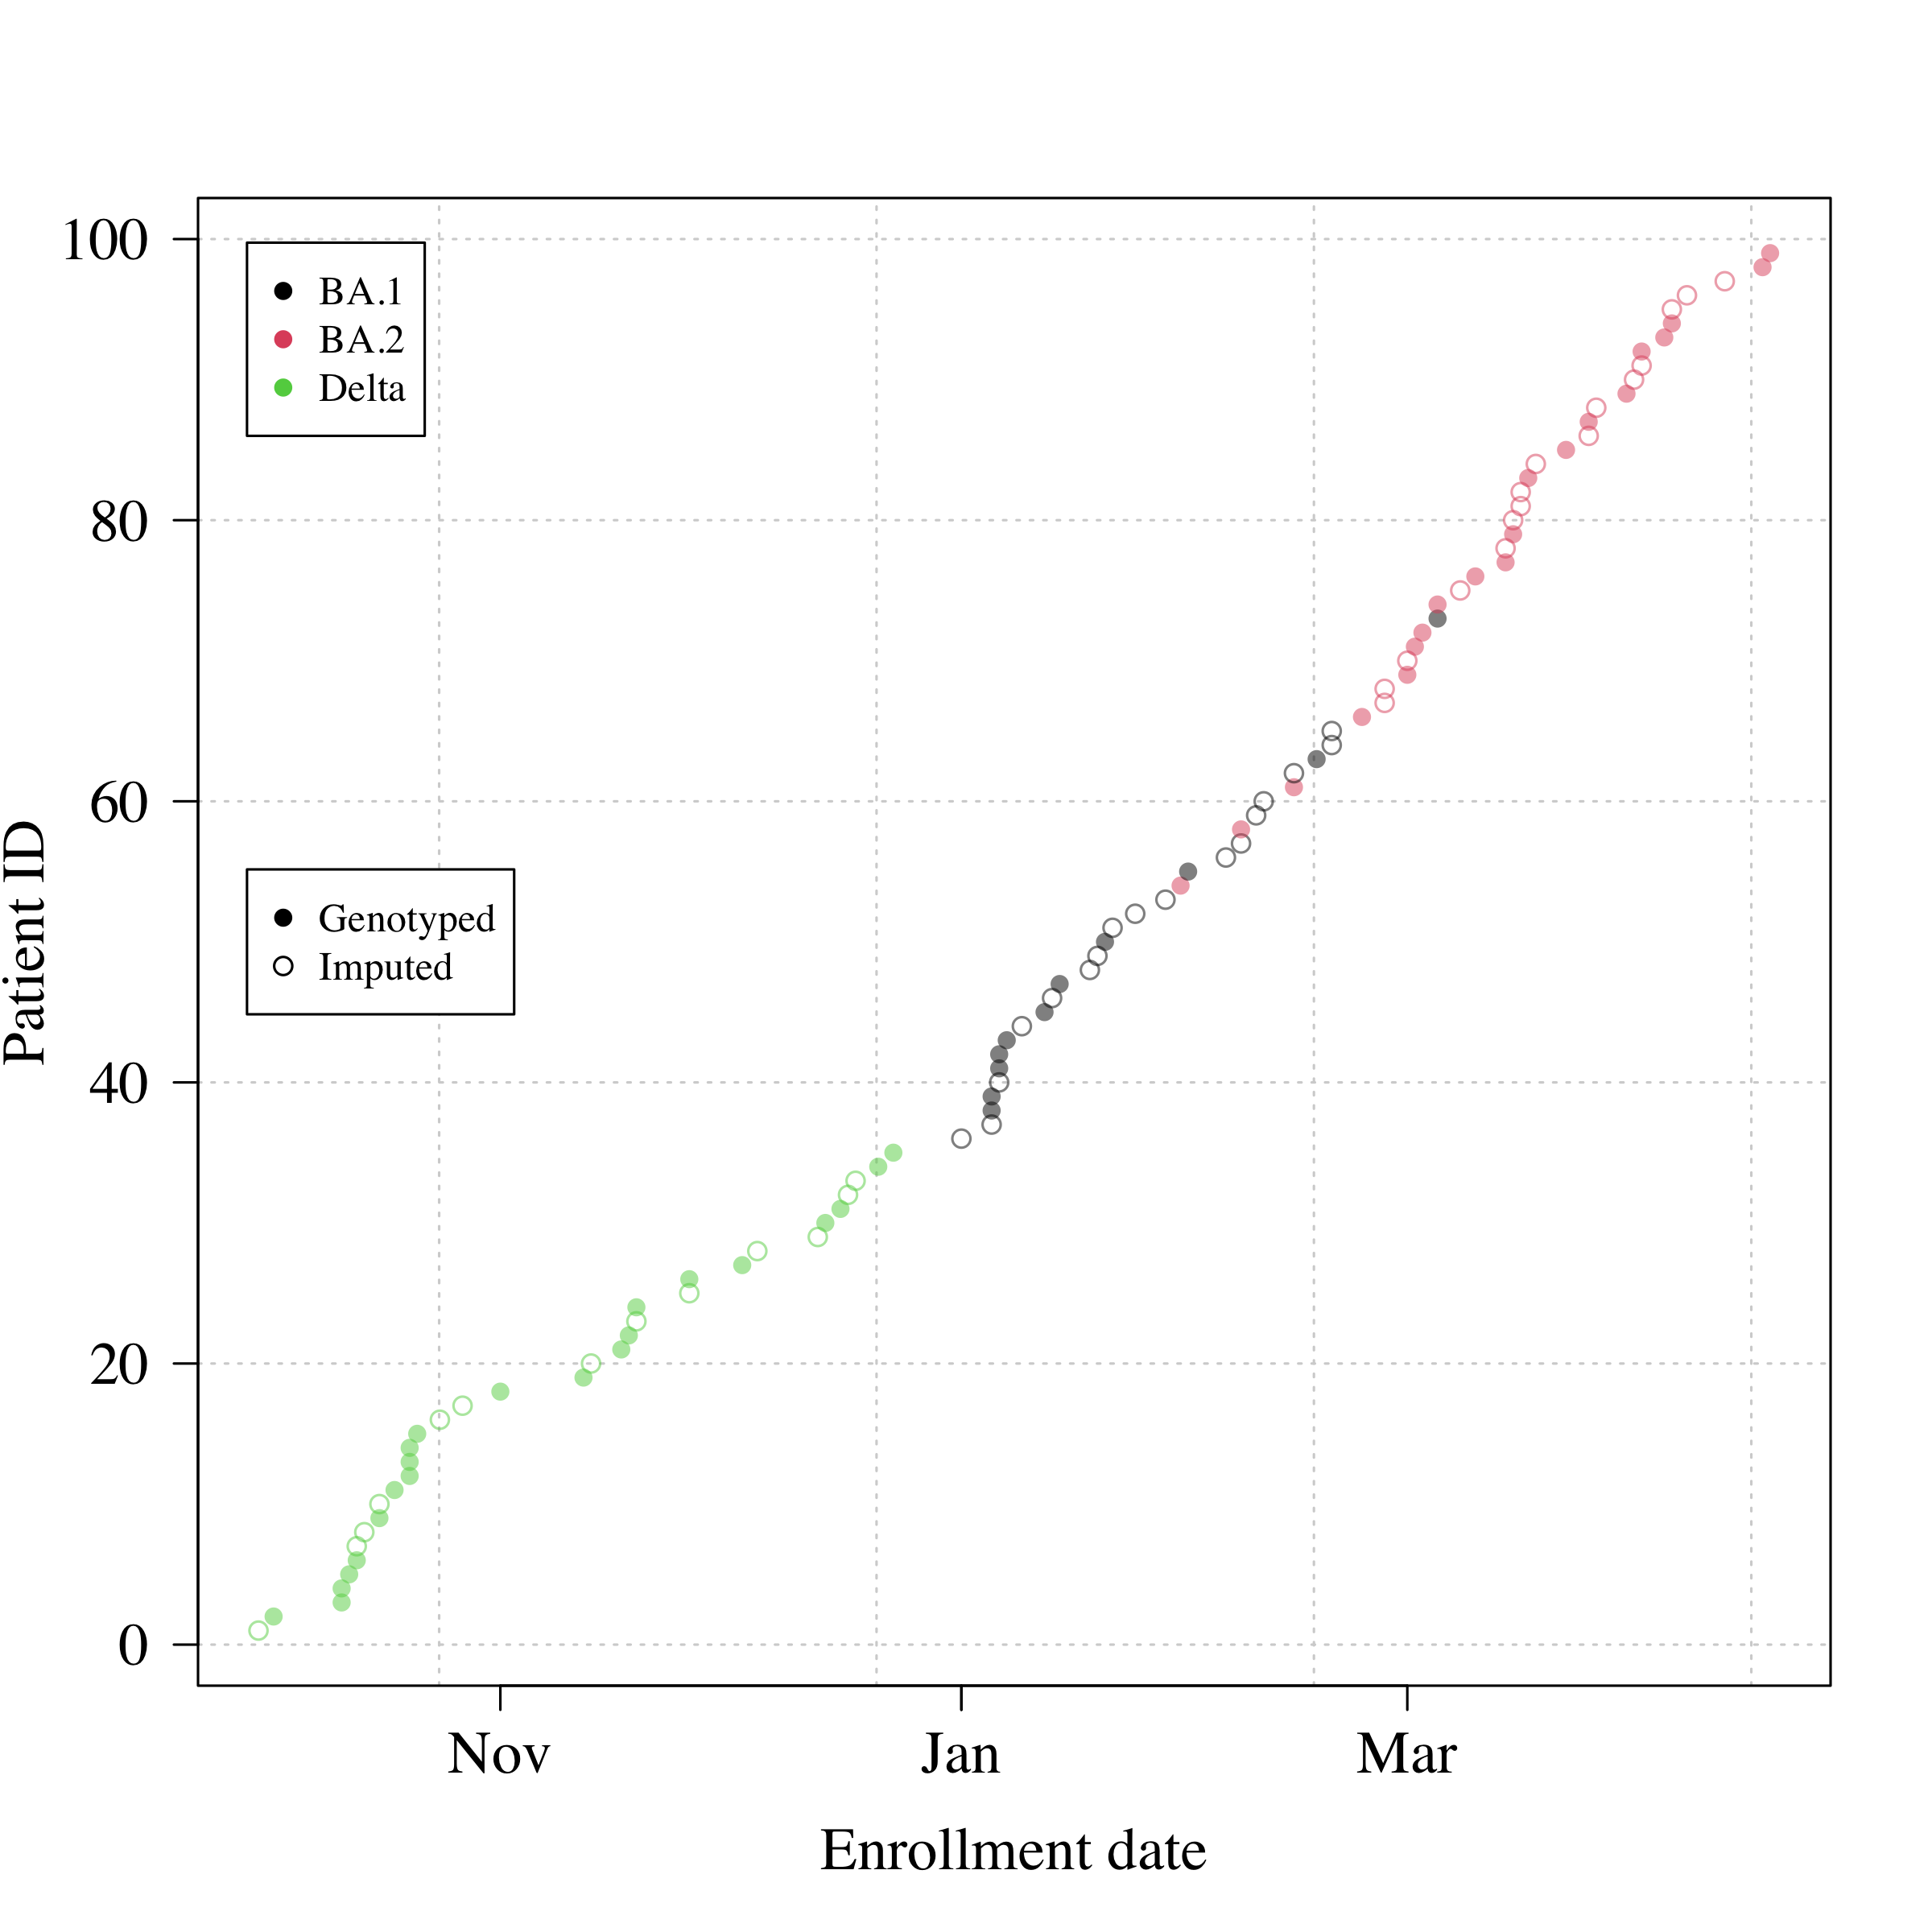 100
80
60
40
20
0
Patient ID
BA.1
BA.2
Delta
Genotyped
Imputed
Nov Jan Mar
Enrollment date